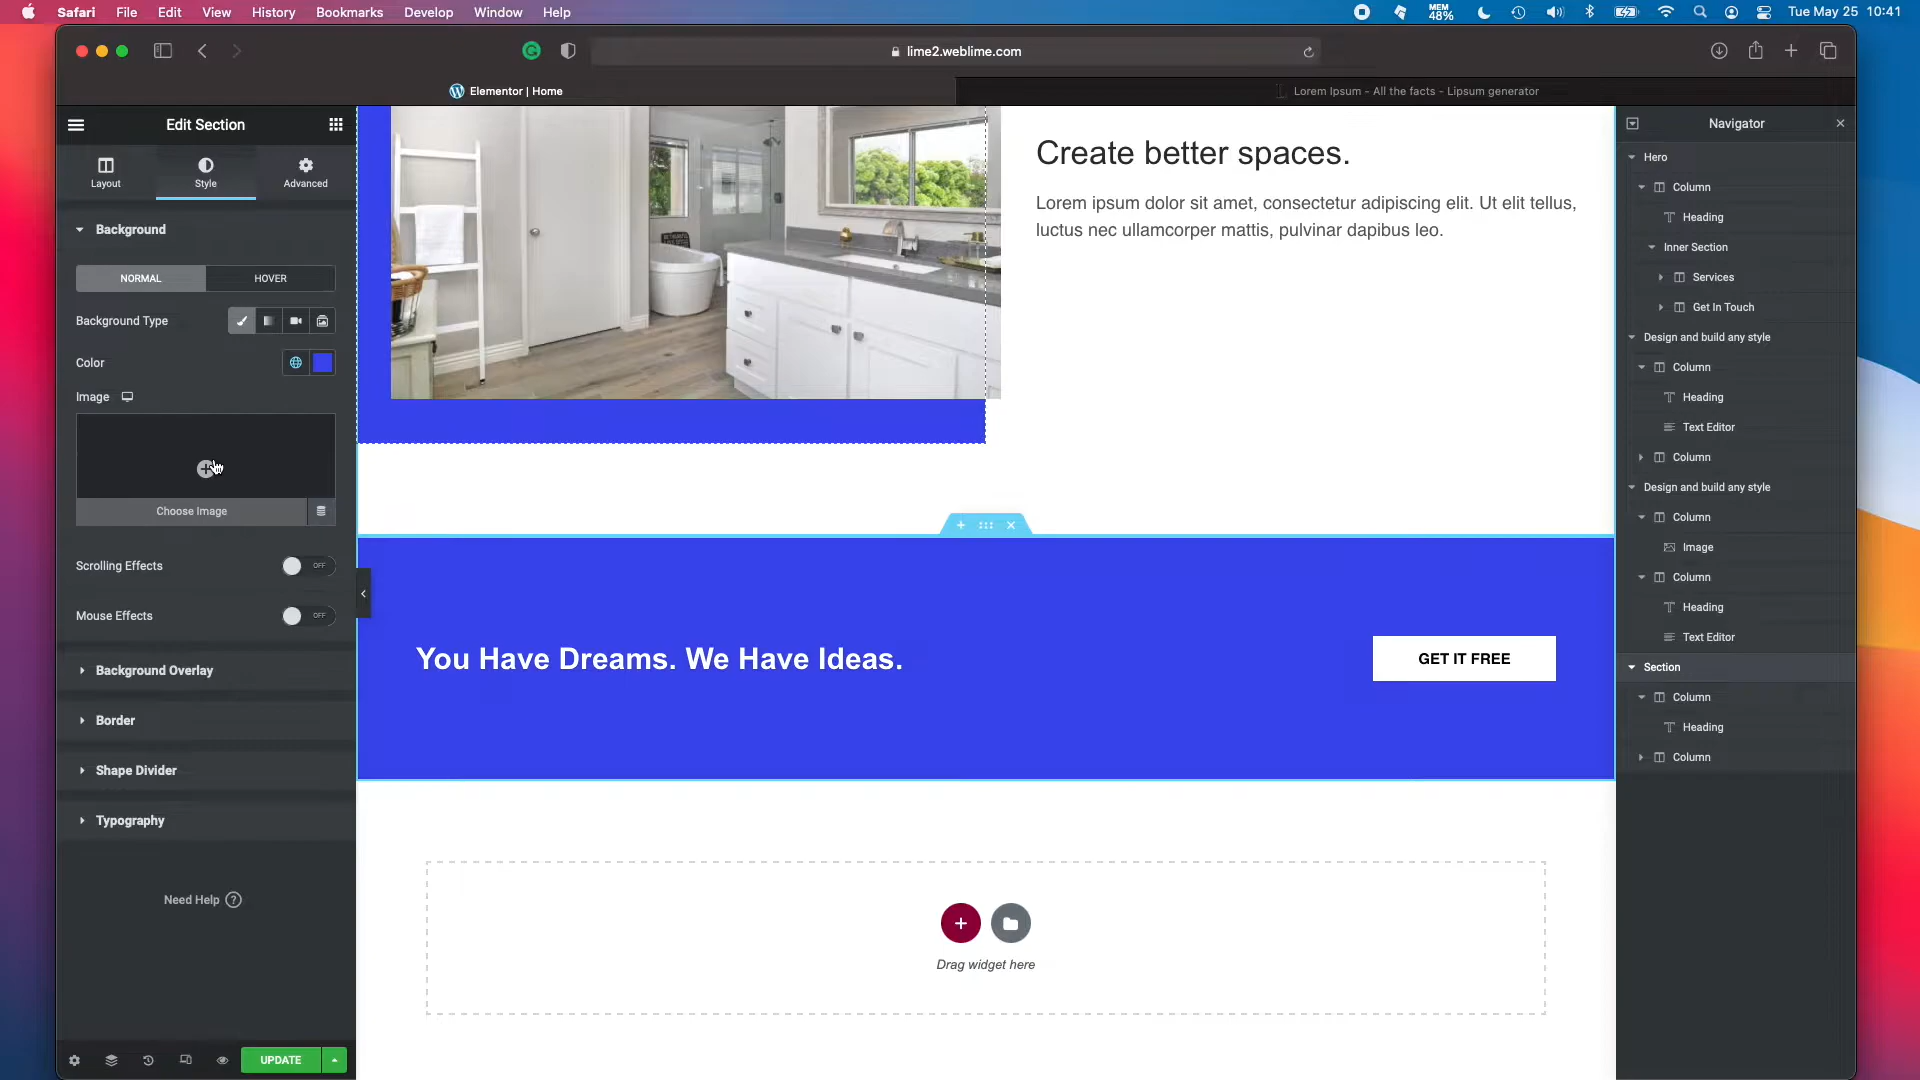 Safari File Edit View History Bookmarks Develop Window Help MEM 48% Tue May 25 10:41
lime2.weblime.com
Elementor | Home
Lorem Ipsum - All the facts - Lipsum generator
Edit Section
Layout
Style
Advanced
Background
NORMAL
HOVER
Background Type
Color
Image
Choose Image
Scrolling Effects
OFF
Mouse Effects
OFF
Background Overlay
Border
Shape Divider
Typography
Need Help ?
UPDATE
Create better spaces.
Lorem ipsum dolor sit amet, consectetur adipiscing elit. Ut elit tellus,
luctus nec ullamcorper mattis, pulvinar dapibus leo.
You Have Dreams. We Have Ideas.
GET IT FREE
Drag widget here
Navigator
Hero
Column
Heading
Inner Section
Services
Get In Touch
Design and build any style
Column
Heading
Text Editor
Column
Design and build any style
Column
Image
Column
Heading
Text Editor
Section
Column
Heading
Column